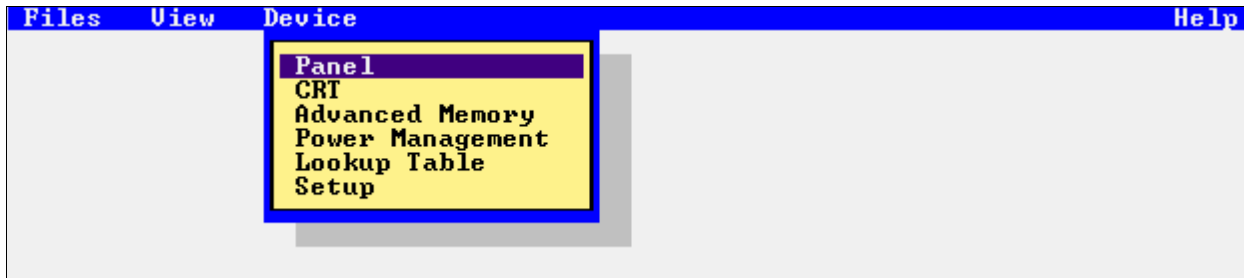 Files View Device Help
Panel
CRT
Advanced Memory
Power Management
Lookup Table
Setup